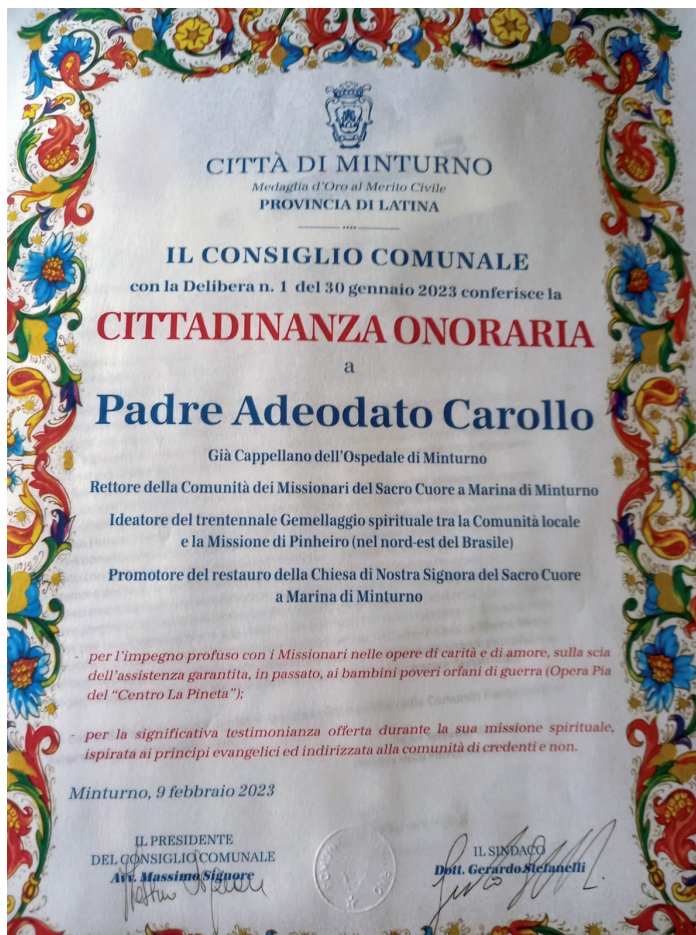 CITTÀ DI MINTURNO
Medaglia d'Oro al Merito Civile
PROVINCIA DI LATINA
IL CONSIGLIO COMUNALE
con la Delibera n. 1 del 30 gennaio 2023 conferisce la
CITTADINANZA ONORARIA
a
Padre Adeodato Carollo
Già Cappellano dell'Ospedale di Minturno
Rettore della Comunità dei Missionari del Sacro Cuore a Marina di Minturno
Ideatore del trentennale Gemellaggio spirituale tra la Comunità locale
e la Missione di Pinheiro (nel nord-est del Brasile)
Promotore del restauro della Chiesa di Nostra Signora del Sacro Cuore
a Marina di Minturno
- per l'impegno profuso con i Missionari nelle opere di carità e di amore, sulla scia
dell'assistenza garantita, in passato, ai bambini poveri orfani di guerra (Opera Pia
del "Centro La Pineta");
- per la significativa testimonianza offerta durante la sua missione spirituale,
ispirata ai principi evangelici ed indirizzata alla comunità di credenti e non.
Minturno, 9 febbraio 2023
IL PRESIDENTE
DEL CONSIGLIO COMUNALE
Avv. Massimo Signore
IL SINDACO
Dott. Gerardo Stefanelli